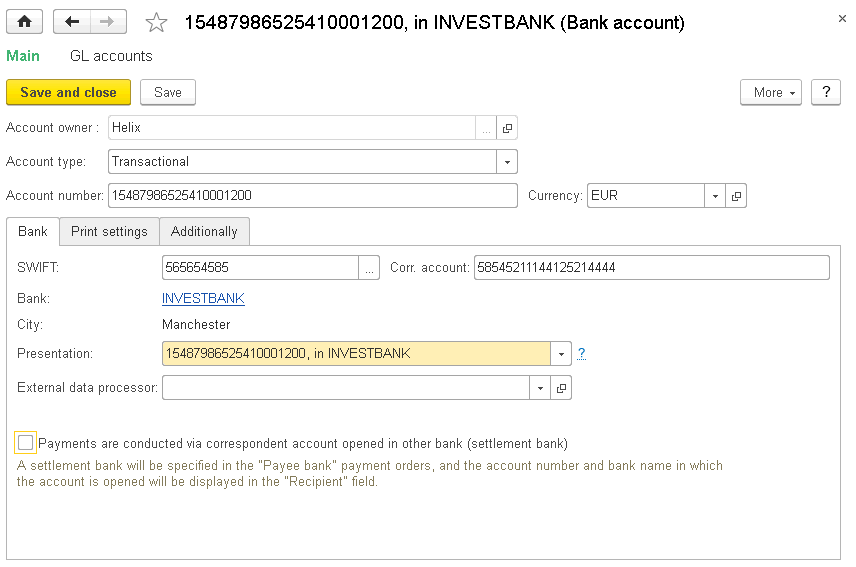 15487986525410001200, in INVESTBANK (Bank account)
Main GL accounts
Save and close Save More ?
Account owner : Helix ...
Account type: Transactional
Account number: 15487986525410001200 Currency: EUR
Bank Print settings Additionally
SWIFT: 565654585 ... Corr. account: 58545211144125214444
Bank: INVESTBANK
City: Manchester
Presentation: 15487986525410001200, in INVESTBANK ?
External data processor:
Payments are conducted via correspondent account opened in other bank (settlement bank)
A settlement bank will be specified in the "Payee bank" payment orders, and the account number and bank name in which
the account is opened will be displayed in the "Recipient" field.